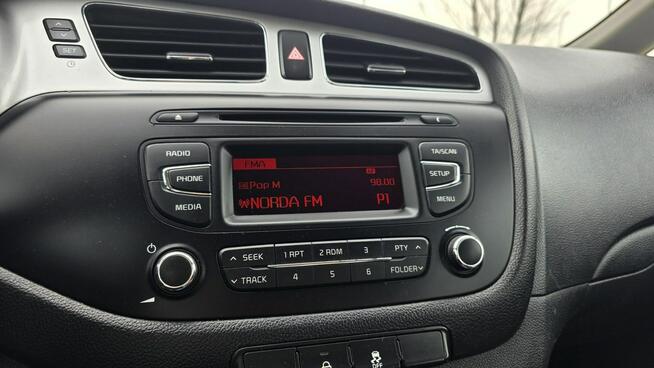 SET
RADIO
PHONE
MEDIA
FMA
Pop M 98.00
NORDA FM P1
TA/SCAN
SETUP
MENU
SEEK 1 RPT 2 RDM 3 PTY
TRACK 4 5 6 FOLDER
OFF